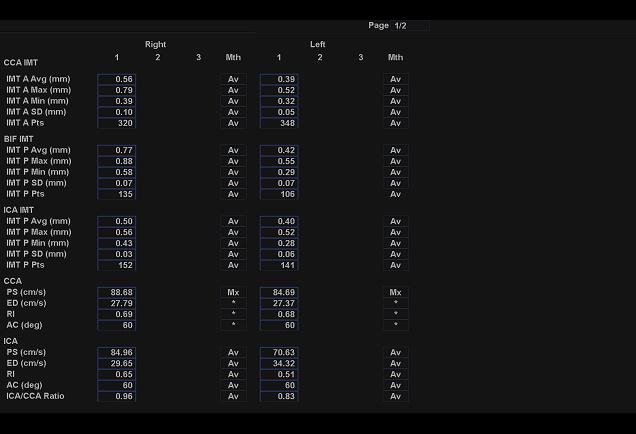 Page 1/2
Right Left
1 2 3 Mth 1 2 3 Mth
CCA IMT
IMT A Avg (mm) 0.56 Av 0.39 Av
IMT A Max (mm) 0.79 Av 0.52 Av
IMT A Min (mm) 0.39 Av 0.32 Av
IMT A SD (mm) 0.10 Av 0.05 Av
IMT A Pts 320 Av 348 Av
BIF IMT
IMT P Avg (mm) 0.77 Av 0.42 Av
IMT P Max (mm) 0.88 Av 0.55 Av
IMT P Min (mm) 0.58 Av 0.29 Av
IMT P SD (mm) 0.07 Av 0.07 Av
IMT P Pts 135 Av 106 Av
ICA IMT
IMT P Avg (mm) 0.50 Av 0.40 Av
IMT P Max (mm) 0.56 Av 0.52 Av
IMT P Min (mm) 0.43 Av 0.28 Av
IMT P SD (mm) 0.03 Av 0.06 Av
IMT P Pts 152 Av 141 Av
CCA
PS (cm/s) 88.68 Mx 84.69 Mx
ED (cm/s) 27.79 * 27.37 *
RI 0.69 * 0.68 *
AC (deg) 60 * 60 *
ICA
PS (cm/s) 84.96 Av 70.63 Av
ED (cm/s) 29.65 Av 34.32 Av
RI 0.65 Av 0.51 Av
AC (deg) 60 Av 60 Av
ICA/CCA Ratio 0.96 Av 0.83 Av